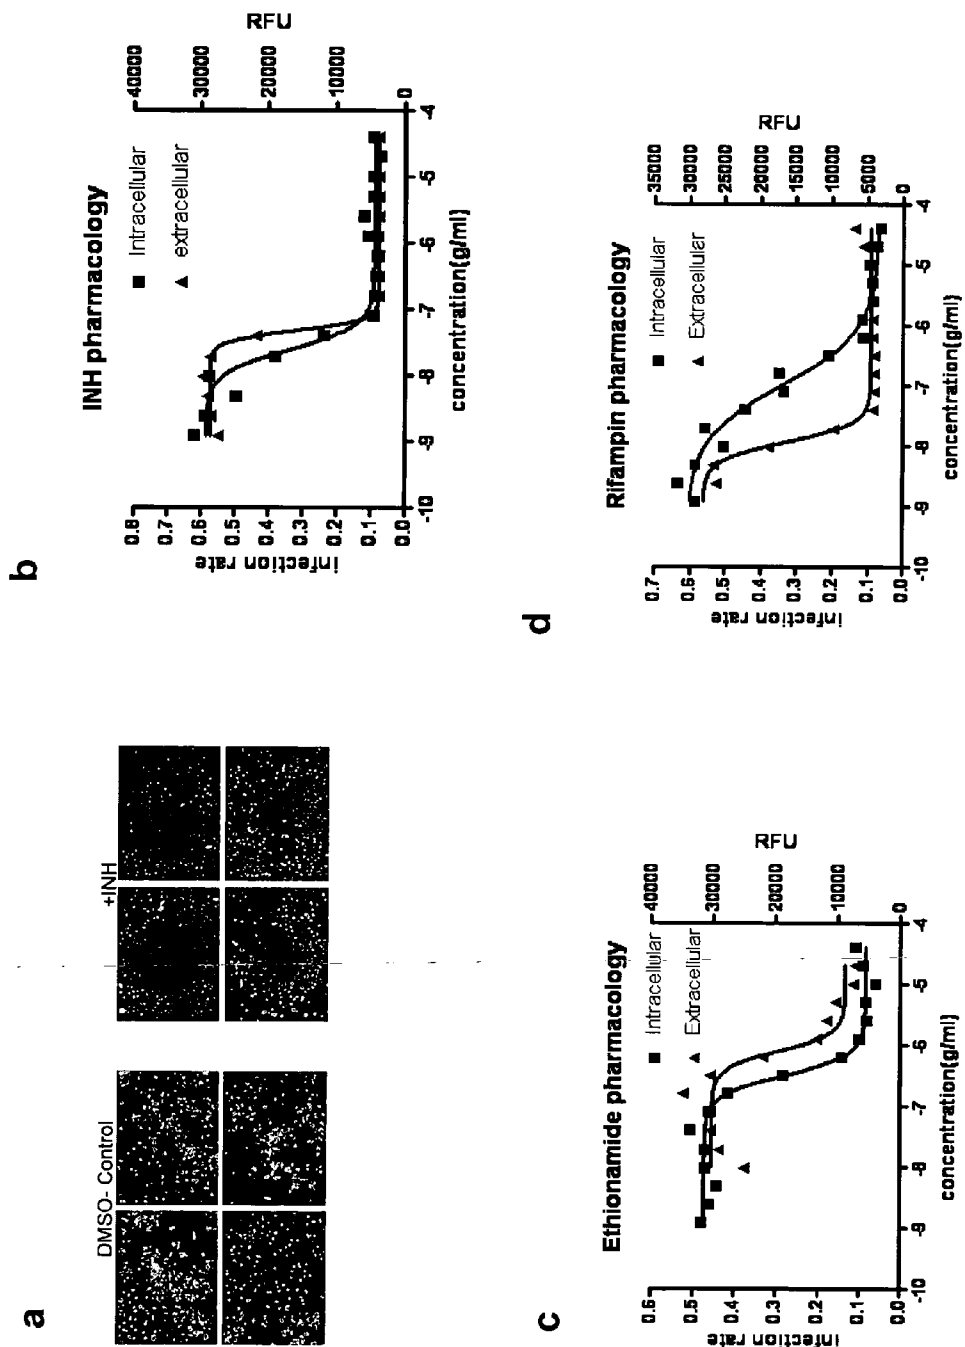 a
DMSO- Control
+INH
b
INH pharmacology
Intracellular
extracellular
infection rate
0.8
0.7
0.6
0.5
0.4
0.3
0.2
0.1
0.0
RFU
40000
30000
20000
10000
0
-10
-9
-8
-7
-6
-5
-4
concentration(g/ml)
c
Ethionamide pharmacology
Intracellular
Extracellular
infection rate
0.6
0.5
0.4
0.3
0.2
0.1
0.0
RFU
40000
30000
20000
10000
0
-10
-9
-8
-7
-6
-5
-4
concentration(g/ml)
d
Rifampin pharmacology
Intracellular
Extracellular
infection rate
0.7
0.6
0.5
0.4
0.3
0.2
0.1
0.0
RFU
35000
30000
25000
20000
15000
10000
5000
0
-10
-9
-8
-7
-6
-5
-4
concentration(g/ml)